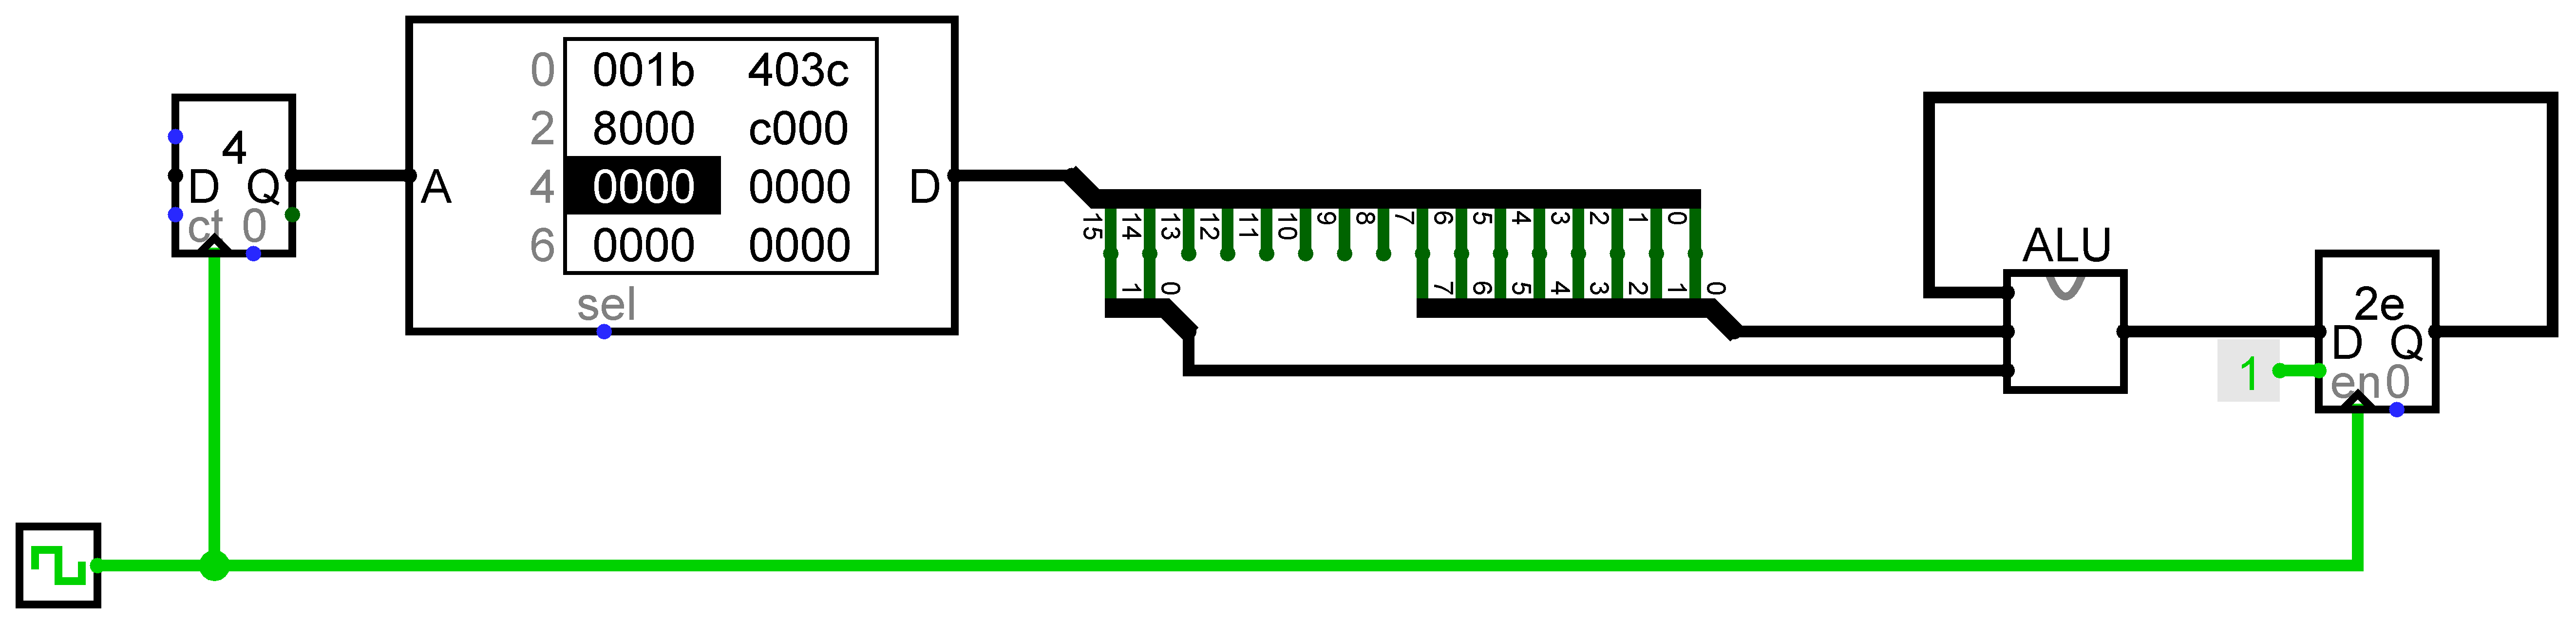 4
D Q
ct 0
A
0 001b 403c
2 8000 c000
4 0000 0000
6 0000 0000
D
sel
15 14 13 12 11 10 9 8 7 6 5 4 3 2 1 0
1 0
7 6 5 4 3 2 1 0
ALU
2e
D Q
1
en 0